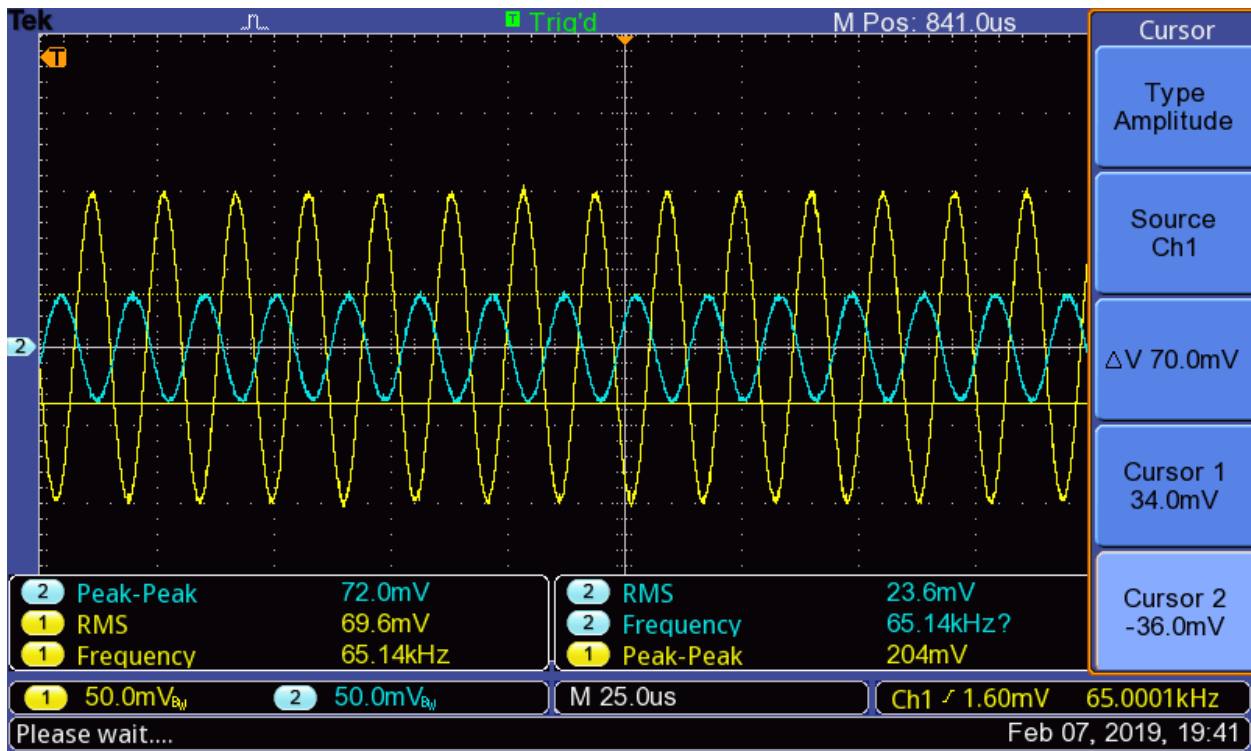 Tek T Trig'd M Pos: 841.0us
T
2
Cursor
Type
Amplitude
Source
Ch1
△V 70.0mV
Cursor 1
34.0mV
Cursor 2
-36.0mV
2 Peak-Peak 72.0mV
1 RMS 69.6mV
1 Frequency 65.14kHz
2 RMS 23.6mV
2 Frequency 65.14kHz?
1 Peak-Peak 204mV
1 50.0mVBW 2 50.0mVBW M 25.0us Ch1 / 1.60mV 65.0001kHz
Please wait.... Feb 07, 2019, 19:41